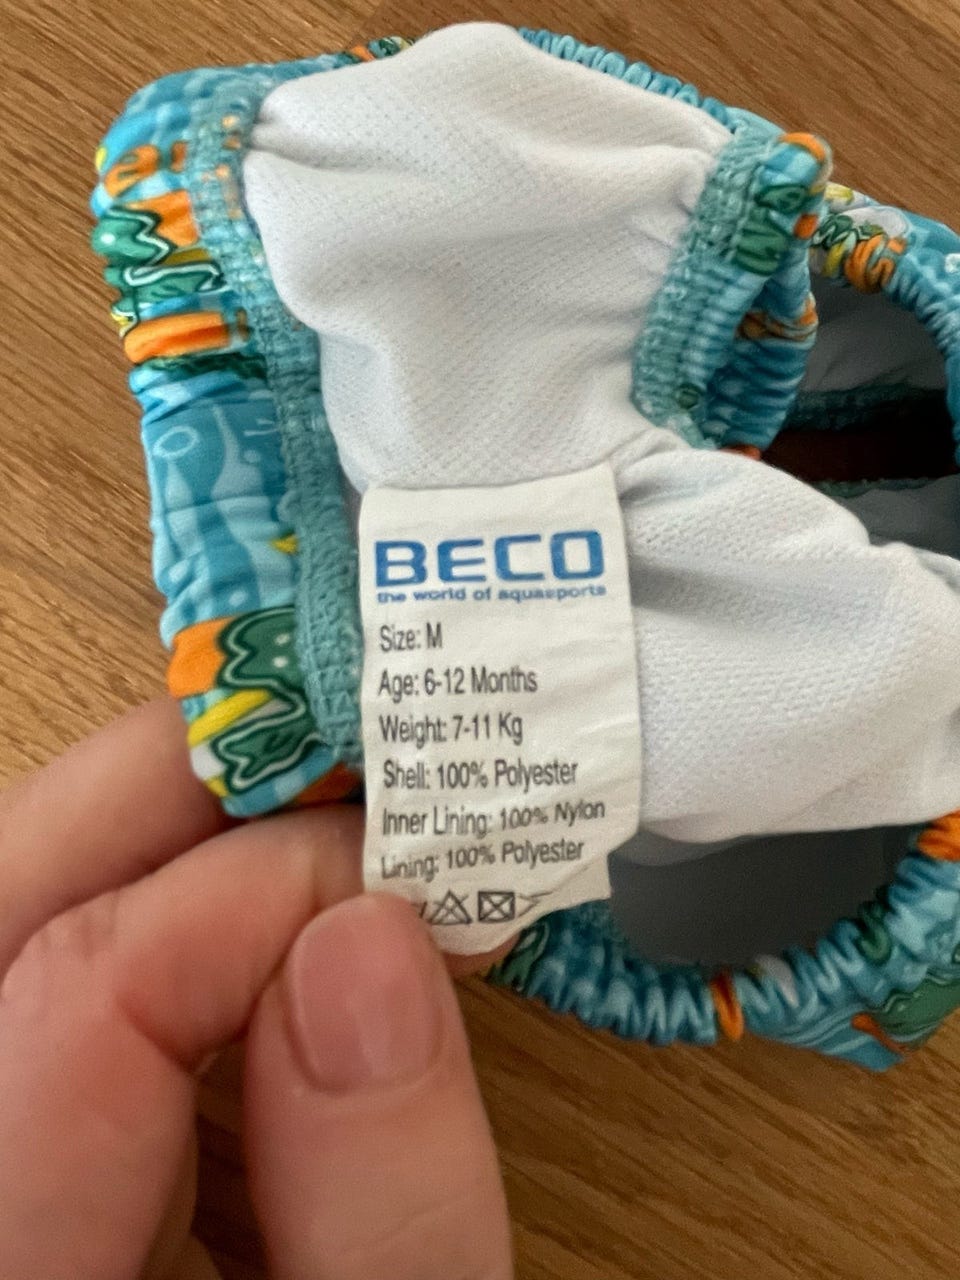 BECO
the world of aquasports
Size: M
Age: 6-12 Months
Weight: 7-11 Kg
Shell: 100% Polyester
Inner Lining: 100% Nylon
Lining: 100% Polyester